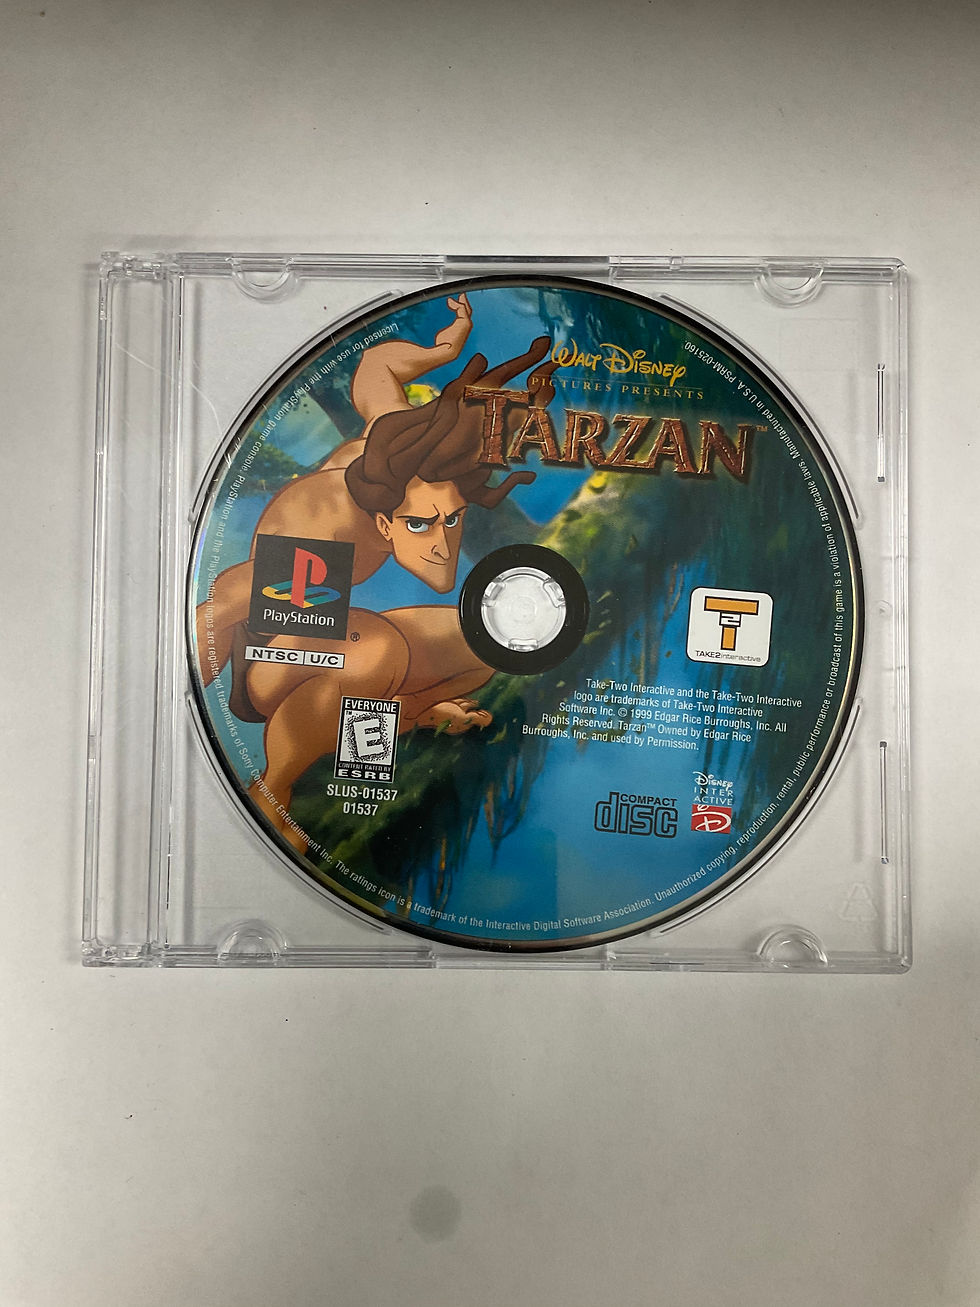 WALT DISNEY
PICTURES PRESENTS
TARZAN™
PlayStation
®
NTSC U/C
TAKE2interactive
EVERYONE
E
CONTENT RATED BY
ESRB
SLUS-01537
01537
Take-Two Interactive and the Take-Two Interactive
logo are trademarks of Take-Two Interactive
Software Inc. © 1999 Edgar Rice Burroughs, Inc. All
Rights Reserved. Tarzan™ Owned by Edgar Rice
Burroughs, Inc. and used by Permission.
COMPACT
disc
DISNEY
INTER
ACTIVE
D
Licensed for use with the PlayStation game console. PlayStation and the PlayStation logos are registered trademarks of Sony Computer Entertainment Inc. The ratings icon is a trademark of the Interactive Digital Software Association. Unauthorized copying, reproduction, rental, public performance or broadcast of this game is a violation of applicable laws. Manufactured in U.S.A. PSRM-025160